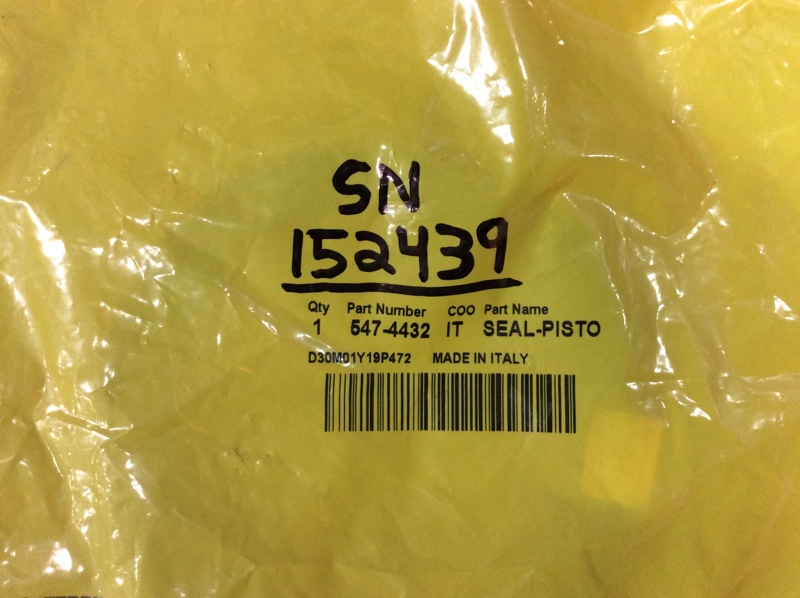 SN
152439
Qty Part Number COO Part Name
1 547-4432 IT SEAL-PISTO
D30M01Y19P472 MADE IN ITALY